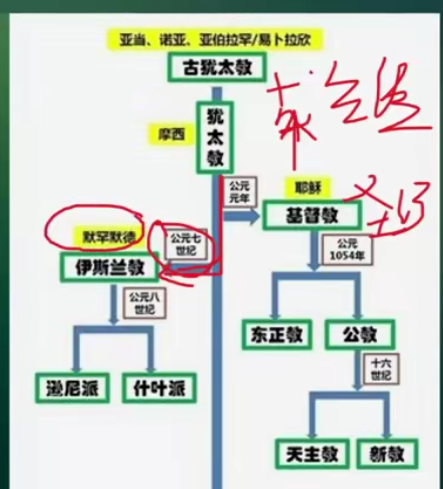 亚当、诺亚、亚伯拉罕/易卜拉欣
古犹太教
摩西
犹太教
公元元年
耶稣
基督教
默罕默德
公元七世纪
伊斯兰教
公元1054年
公元八世纪
东正教
公教
逊尼派
什叶派
十六世纪
天主教
新教